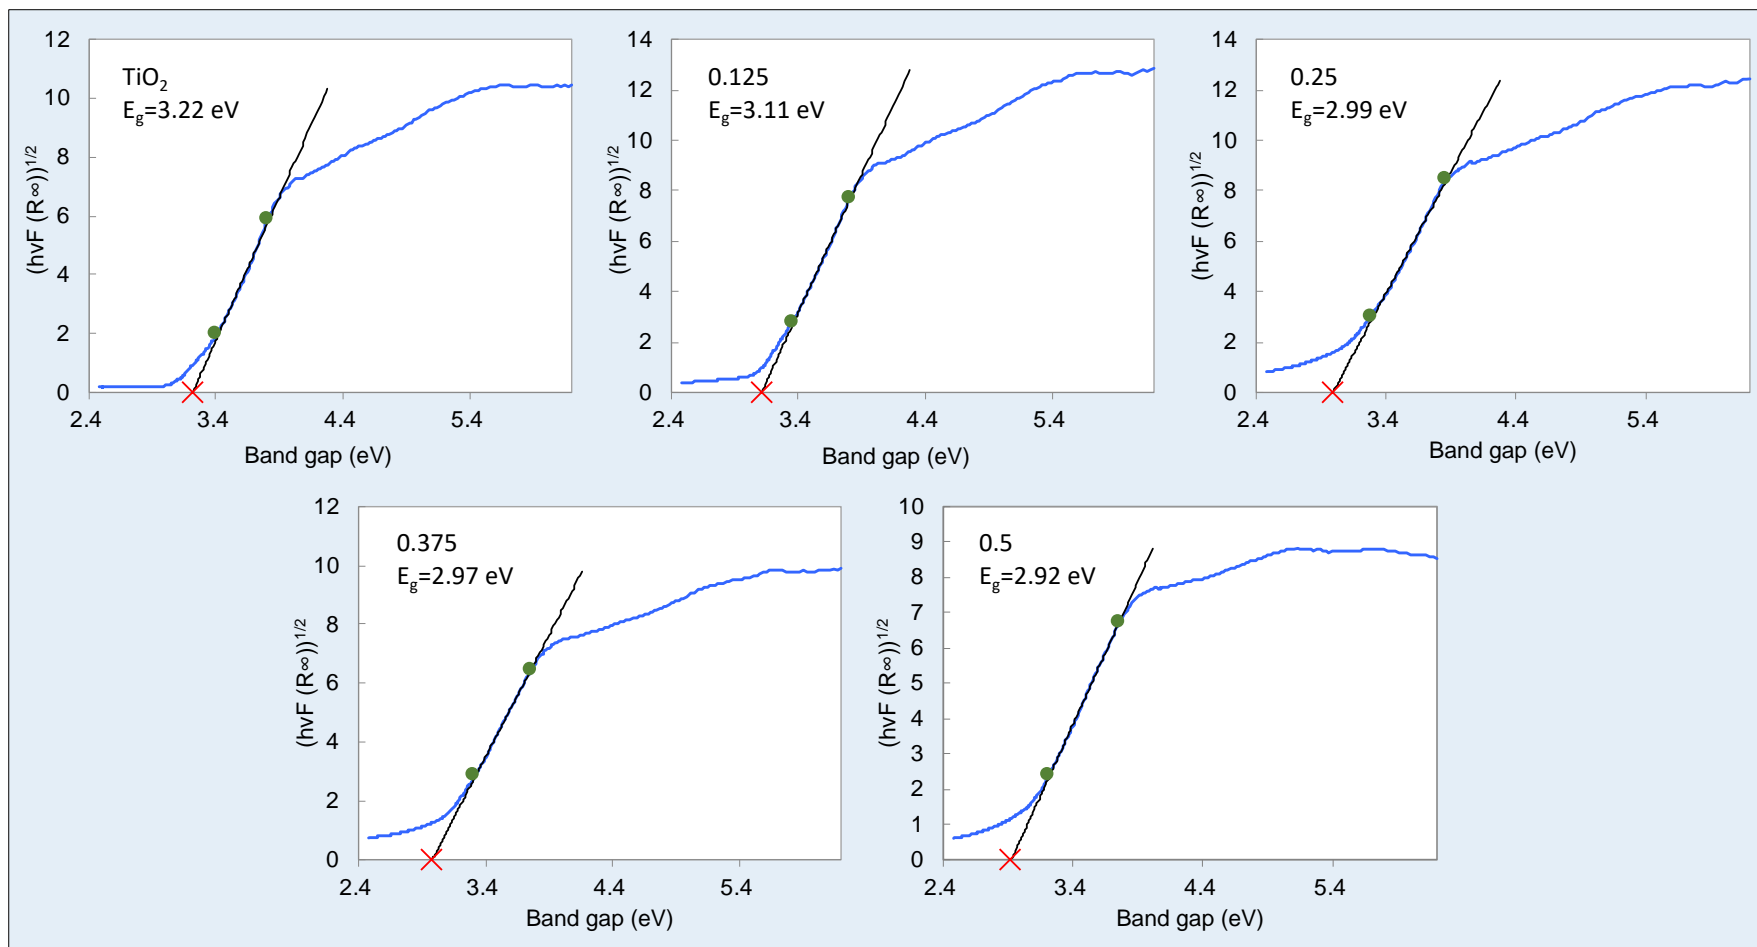 12
10
8
6
4
2
0
2.4 3.4 4.4 5.4
(hvF (R∞))^1/2
Band gap (eV)
TiO₂
E_g=3.22 eV
14
12
10
8
6
4
2
0
2.4 3.4 4.4 5.4
(hvF (R∞))^1/2
Band gap (eV)
0.125
E_g=3.11 eV
14
12
10
8
6
4
2
0
2.4 3.4 4.4 5.4
(hvF (R∞))^1/2
Band gap (eV)
0.25
E_g=2.99 eV
12
10
8
6
4
2
0
2.4 3.4 4.4 5.4
(hvF (R∞))^1/2
Band gap (eV)
0.375
E_g=2.97 eV
10
9
8
7
6
5
4
3
2
1
0
2.4 3.4 4.4 5.4
(hvF (R∞))^1/2
Band gap (eV)
0.5
E_g=2.92 eV